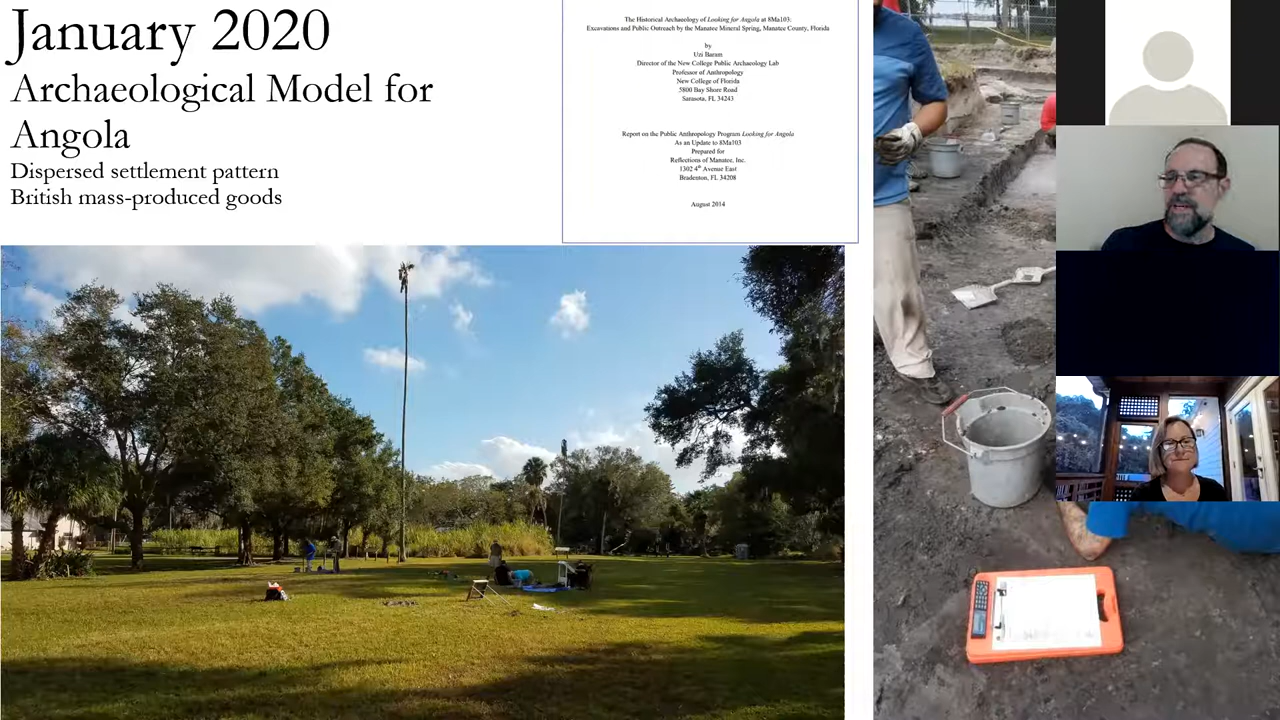 January 2020
Archaeological Model for
Angola
Dispersed settlement pattern
British mass-produced goods
The Historical Archaeology of Looking for Angola at 8Ma103:
Excavations and Public Outreach by the Manatee Mineral Spring, Manatee County, Florida
by
Uzi Baram
Director of the New College Public Archaeology Lab
Professor of Anthropology
New College of Florida
5800 Bay Shore Road
Sarasota, FL 34243
Report on the Public Anthropology Program Looking for Angola
As an Update to 8Ma103
Prepared for
Reflections of Manatee, Inc.
1302 4th Avenue East
Bradenton, FL 34208
August 2014